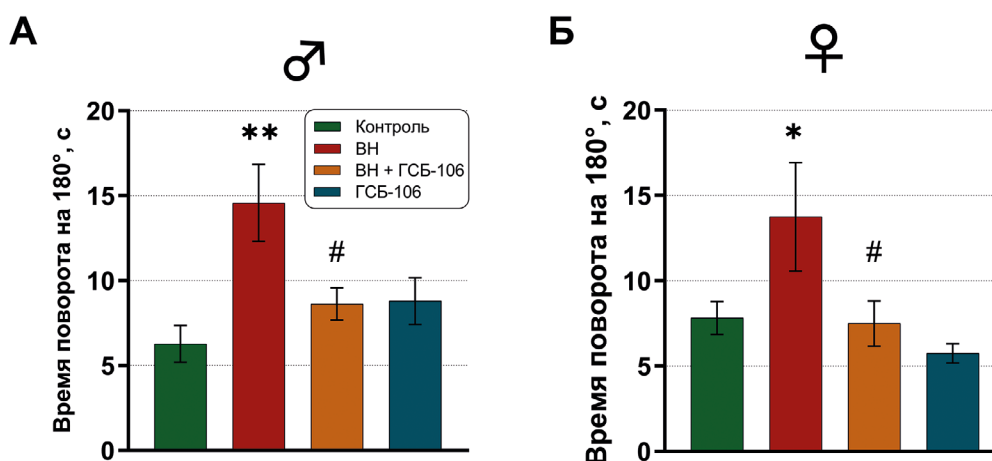 А
♂
Время поворота на 180°, с
20
15
10
5
0
**
#
Контроль
ВН
ВН + ГСБ-106
ГСБ-106
Б
♀
Время поворота на 180°, с
20
15
10
5
0
*
#